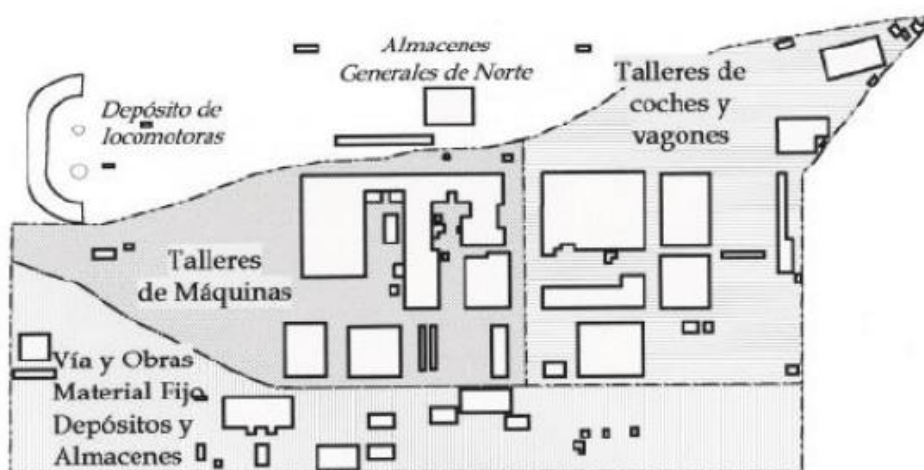 Almacenes
Generales de Norte
Talleres de
coches y
vagones
Depósito de
locomotoras
Talleres
de Máquinas
Vía y Obras
Material Fijo
Depósitos y
Almacenes